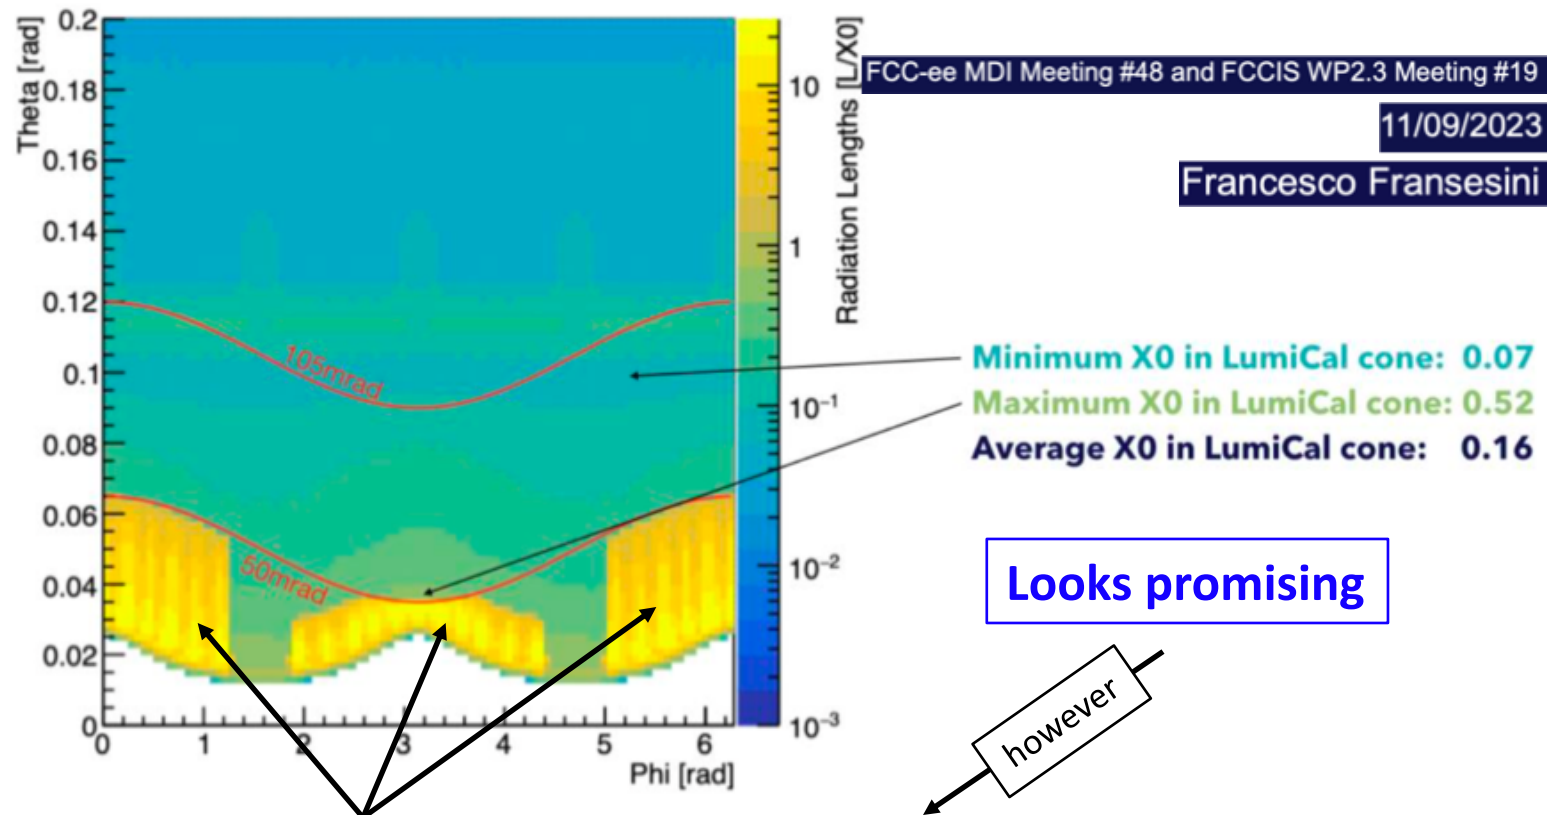 FCC-ee MDI Meeting #48 and FCCIS WP2.3 Meeting #19
11/09/2023
Francesco Fransesini
Theta [rad]
0.2
0.18
0.16
0.14
0.12
0.1
0.08
0.06
0.04
0.02
0
105mrad
50mrad
0 1 2 3 4 5 6
Phi [rad]
10
1
10⁻¹
10⁻²
10⁻³
Radiation Lengths [L/X0]
Minimum X0 in LumiCal cone: 0.07
Maximum X0 in LumiCal cone: 0.52
Average X0 in LumiCal cone: 0.16
Looks promising
however